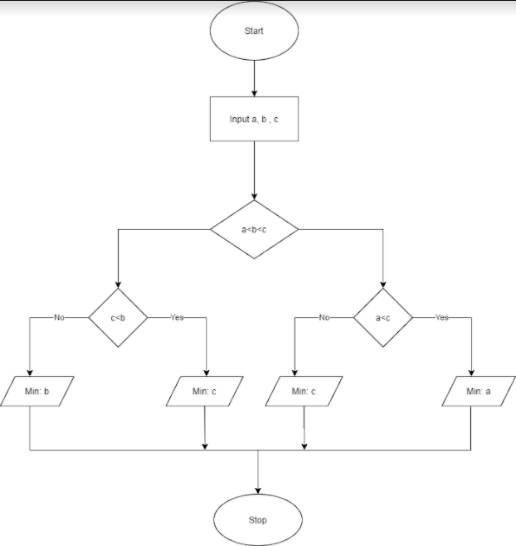 Start
Input a, b , c
a<b<c
No
c<b
Yes
No
a<c
Yes
Min: b
Min: c
Min: c
Min: a
Stop